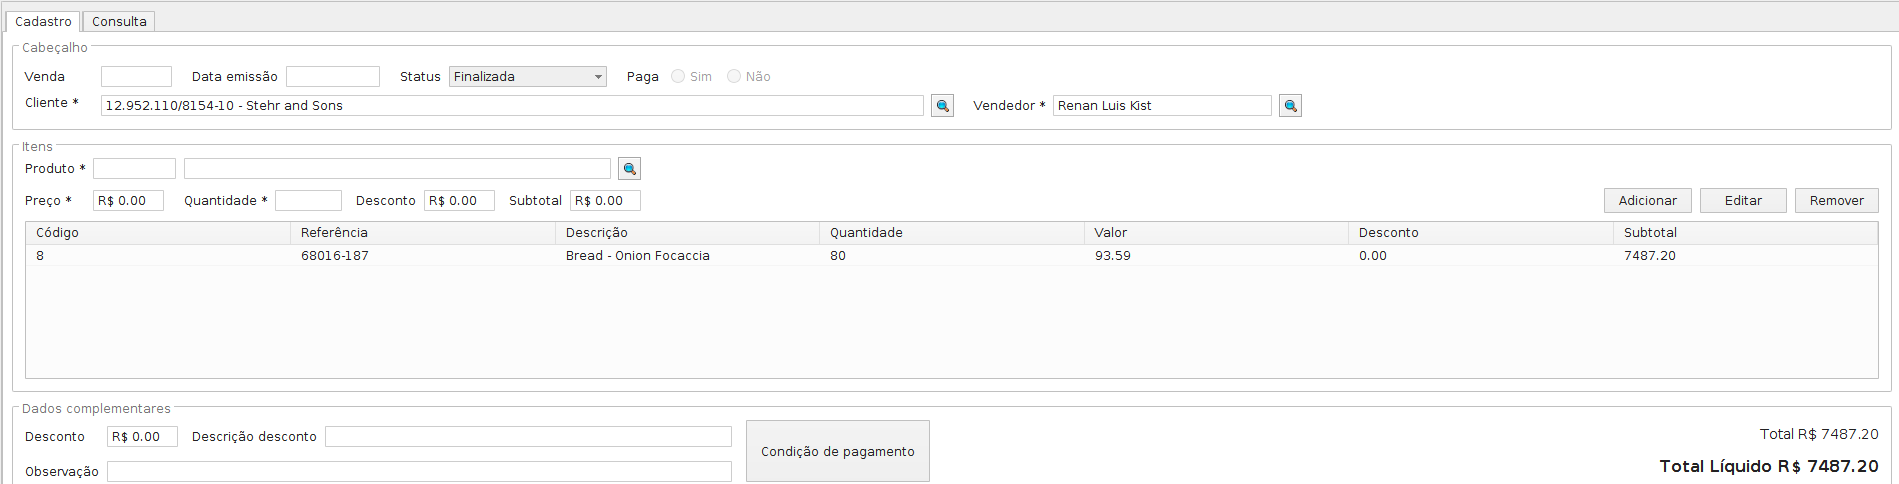 Cadastro Consulta
Cabeçalho
Venda Data emissão Status Finalizada Paga Sim Não
Cliente * 12.952.110/8154-10 - Stehr and Sons Vendedor * Renan Luis Kist
Itens
Produto *
Preço * R$ 0.00 Quantidade * Desconto R$ 0.00 Subtotal R$ 0.00 Adicionar Editar Remover
Código Referência Descrição Quantidade Valor Desconto Subtotal
8 68016-187 Bread - Onion Focaccia 80 93.59 0.00 7487.20
Dados complementares
Desconto R$ 0.00 Descrição desconto Condição de pagamento Total R$ 7487.20
Observação Total Líquido R$ 7487.20